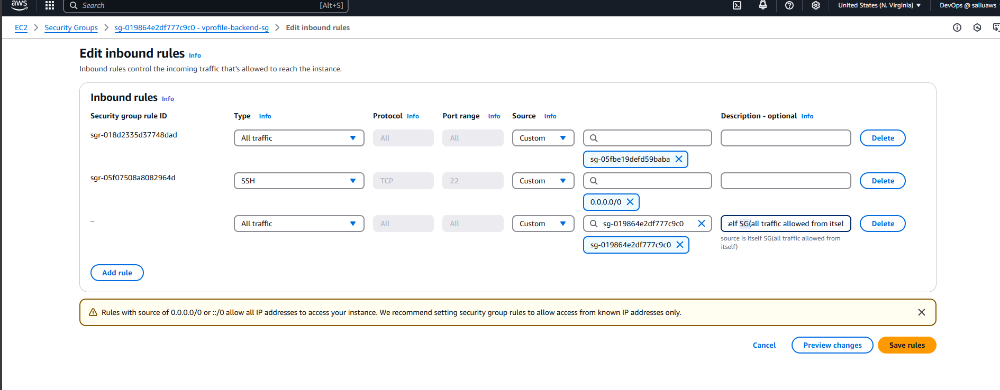 aws Search [Alt+S] United States (N. Virginia) DevOps @ saliuaws
EC2 Security Groups sg-019864e2df777c9c0 - vprofile-backend-sg Edit inbound rules
Edit inbound rules Info
Inbound rules control the incoming traffic that's allowed to reach the instance.
Inbound rules Info
Security group rule ID Type Info Protocol Info Port range Info Source Info Description - optional Info
sgr-018d2335d37748dad All traffic All All Custom Delete
sg-05fbe19defd59baba
sgr-05f07508a8082964d SSH TCP 22 Custom Delete
0.0.0.0/0
– All traffic All All Custom sg-019864e2df777c9c0 self SG(all traffic allowed from itsel Delete
sg-019864e2df777c9c0 source is itself SG(all traffic allowed from
itself)
Add rule
Rules with source of 0.0.0.0/0 or ::/0 allow all IP addresses to access your instance. We recommend setting security group rules to allow access from known IP addresses only.
Cancel Preview changes Save rules